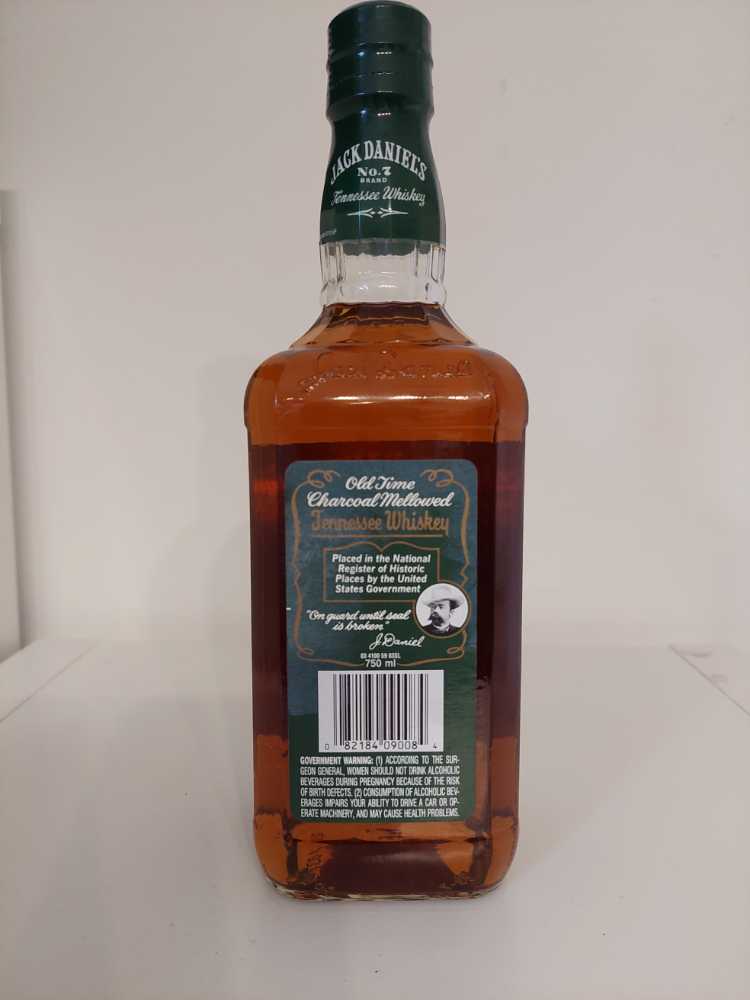 JACK DANIEL'S
No. 7
BRAND
Tennessee Whiskey
Old Time
Charcoal Mellowed
Tennessee Whiskey
Placed in the National
Register of Historic
Places by the United
States Government
"On guard until seal
is broken"
J. Daniel
750 ml
0 82184 09008 4
GOVERNMENT WARNING: (1) ACCORDING TO THE SUR-
GEON GENERAL, WOMEN SHOULD NOT DRINK ALCOHOLIC
BEVERAGES DURING PREGNANCY BECAUSE OF THE RISK
OF BIRTH DEFECTS. (2) CONSUMPTION OF ALCOHOLIC BEV-
ERAGES IMPAIRS YOUR ABILITY TO DRIVE A CAR OR OP-
ERATE MACHINERY, AND MAY CAUSE HEALTH PROBLEMS.